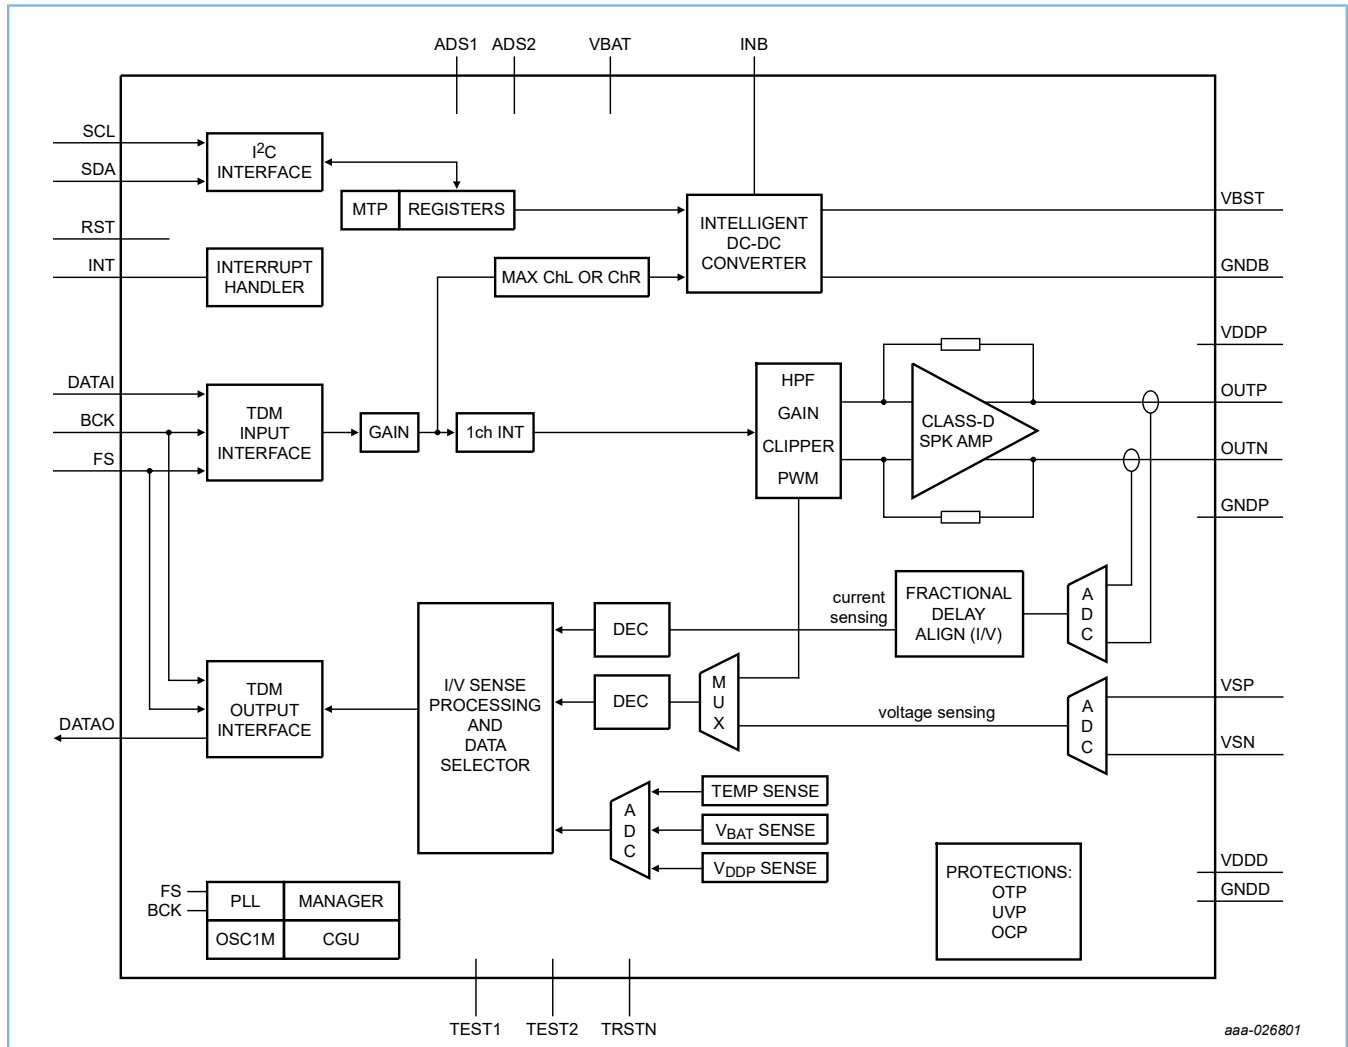 ADS1 ADS2 VBAT INB
SCL
SDA
RST
INT
I2C
INTERFACE
MTP REGISTERS
INTERRUPT
HANDLER
MAX ChL OR ChR
INTELLIGENT
DC-DC
CONVERTER
VBST
GNDB
VDDP
DATAI
BCK
FS
TDM
INPUT
INTERFACE
GAIN
1ch INT
HPF
GAIN
CLIPPER
PWM
CLASS-D
SPK AMP
OUTP
OUTN
GNDP
current
sensing
FRACTIONAL
DELAY
ALIGN (I/V)
A
D
C
DEC
DEC
M
U
X
voltage sensing
A
D
C
VSP
VSN
I/V SENSE
PROCESSING
AND
DATA
SELECTOR
TDM
OUTPUT
INTERFACE
DATAO
A
D
C
TEMP SENSE
VBAT SENSE
VDDP SENSE
PROTECTIONS:
OTP
UVP
OCP
VDDD
GNDD
FS
BCK
PLL MANAGER
OSC1M CGU
TEST1 TEST2 TRSTN
aaa-026801